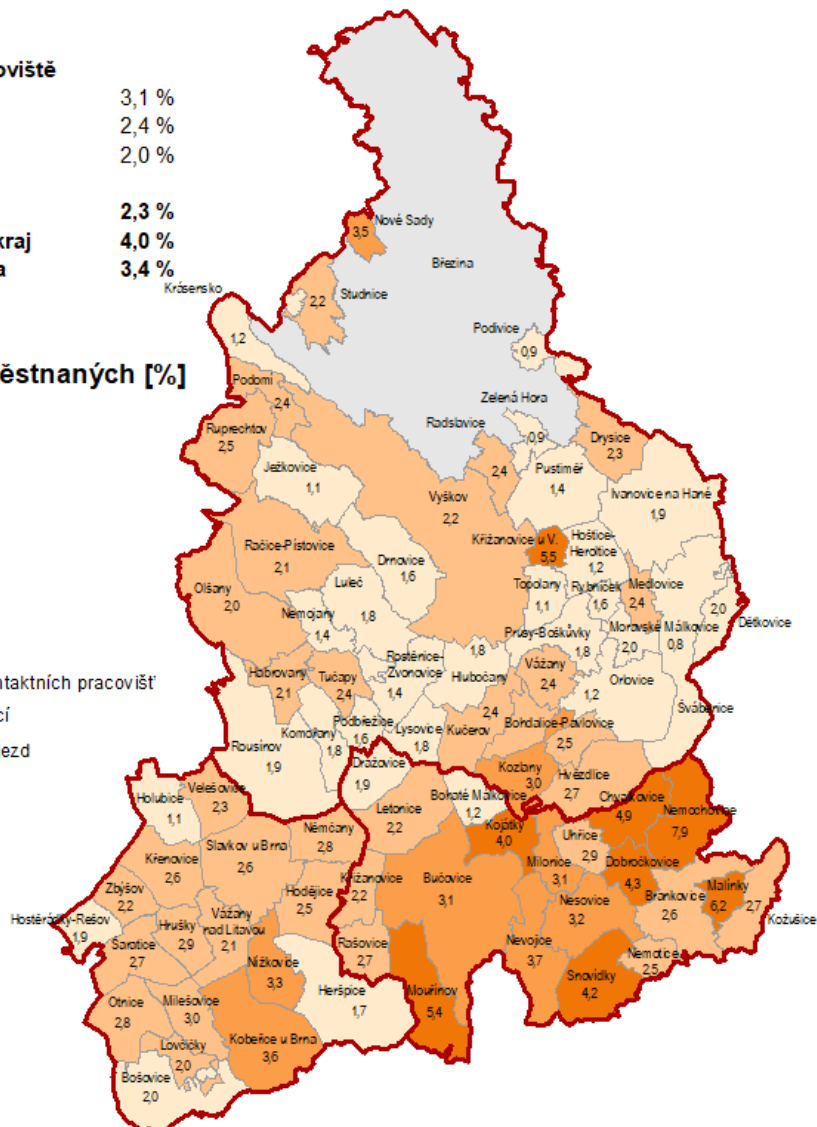 oviště
3,1 %
2,4 %
2,0 %
2,3 %
kraj 4,0 %
a 3,4 %
ěstnaných [%]
ntaktních pracovišť
cí
jezd
Nové Sady
3,5
Březina
Krásensko
1,2
Studnice
2,2
Podivice
0,9
Podomí
2,4
Zelená Hora
0,9
Radslavice
2,4
Drysice
2,3
Ruprechtov
2,5
Ježkovice
1,1
Pustiměř
1,4
Ivanovice na Hané
1,9
Vyškov
2,2
Křižanovice u V.
5,5
Hoštice-
Heroltice
1,2
Račice-Pístovice
2,1
Drnovice
1,6
Olšany
2,0
Luleč
1,8
Topolany
1,1
Rybníček
1,6
Medlovice
2,4
2,0
Dětkovice
Nemojany
1,4
Prusy-Boškůvky
1,8
Moravské Málkovice
2,0
0,8
Rostěnice-
Zvonovice
1,4
1,8
Hlubočany
Vážany
2,4
1,2
Orlovice
Švábenice
Habrovany
2,1
Tučapy
2,4
Podbřežice
1,6
Lysovice
1,8
2,4
Kučerov
Bohdalice-Pavlovice
2,5
Rousínov
1,9
Komořany
1,8
Dražovice
1,9
Kozlany
3,0
Hvězdlice
2,7
Chvalkovice
4,9
Nemochovice
7,9
Holubice
1,1
Velešovice
2,3
Letonice
2,2
Bohaté Málkovice
1,2
Kojátky
4,0
Uhřice
2,9
Němčany
2,8
Slavkov u Brna
2,6
Křenovice
2,6
Křižanovice
2,2
Bučovice
3,1
Milonice
3,1
Dobročkovice
4,3
Malínky
6,2
2,7
Kožušice
Zbýšov
2,2
Hodějice
2,5
Nesovice
3,2
Brankovice
2,6
Hostěrádky-Rešov
1,9
Hrušky
2,9
Vážany
nad Litavou
2,1
Šaratice
2,7
Nížkovice
3,3
Rašovice
2,7
Nevojice
3,7
Nemotice
2,5
Snovídky
4,2
Heršpice
1,7
Mouřínov
5,4
Otnice
2,8
Milešovice
3,0
Kobeřice u Brna
3,6
Lovčičky
2,0
Bošovice
2,0